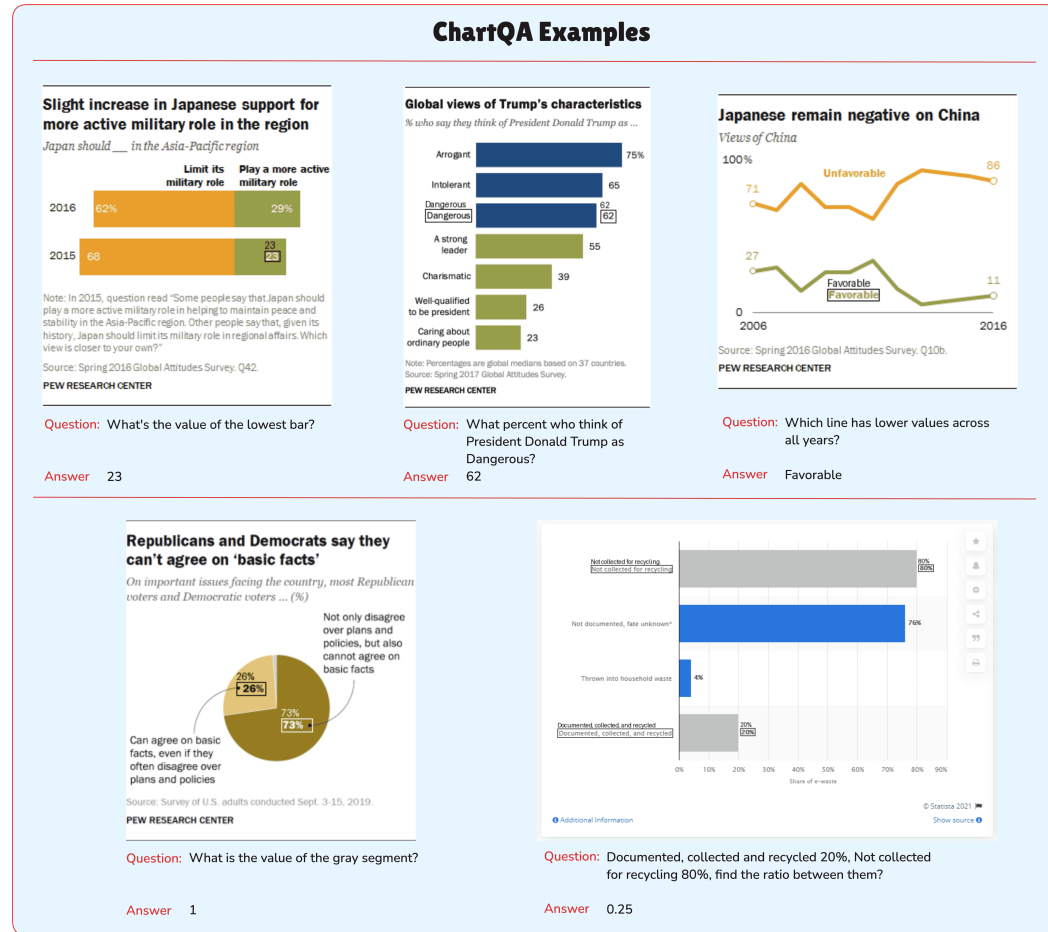 ChartQA Examples
Slight increase in Japanese support for
more active military role in the region
Japan should __ in the Asia-Pacific region
Limit its
military role
Play a more active
military role
2016
62%
29%
2015
68
23
23
Note: In 2015, question read "Some people say that Japan should
play a more active military role in helping to maintain peace and
stability in the Asia-Pacific region. Other people say that, given its
history, Japan should limit its military role in regional affairs. Which
view is closer to your own?"
Source: Spring 2016 Global Attitudes Survey. Q42.
PEW RESEARCH CENTER
Question: What's the value of the lowest bar?
Answer 23
Global views of Trump's characteristics
% who say they think of President Donald Trump as ...
Arrogant
75%
Intolerant
65
Dangerous
62
Dangerous
62
A strong
leader
55
Charismatic
39
Well-qualified
to be president
26
Caring about
ordinary people
23
Note: Percentages are global medians based on 37 countries.
Source: Spring 2017 Global Attitudes Survey.
PEW RESEARCH CENTER
Question: What percent who think of
President Donald Trump as
Dangerous?
Answer 62
Japanese remain negative on China
Views of China
100%
86
Unfavorable
71
27
Favorable
Favorable
11
0
2006
2016
Source: Spring 2016 Global Attitudes Survey. Q10b.
PEW RESEARCH CENTER
Question: Which line has lower values across
all years?
Answer Favorable
Republicans and Democrats say they
can't agree on 'basic facts'
On important issues facing the country, most Republican
voters and Democratic voters ... (%)
Not only disagree
over plans and
policies, but also
cannot agree on
basic facts
26%
26%
73%
73%
Can agree on basic
facts, even if they
often disagree over
plans and policies
Source: Survey of U.S. adults conducted Sept. 3-15, 2019.
PEW RESEARCH CENTER
Question: What is the value of the gray segment?
Answer 1
Not collected for recycling
80%
Not collected for recycling
80%
Not documented, fate unknown*
76%
Thrown into household waste
4%
Documented, collected, and recycled
20%
Documented, collected, and recycled
20%
0% 10% 20% 30% 40% 50% 60% 70% 80% 90%
Share of e-waste
© Statista 2021
Additional Information
Show source
Question: Documented, collected and recycled 20%, Not collected
for recycling 80%, find the ratio between them?
Answer 0.25